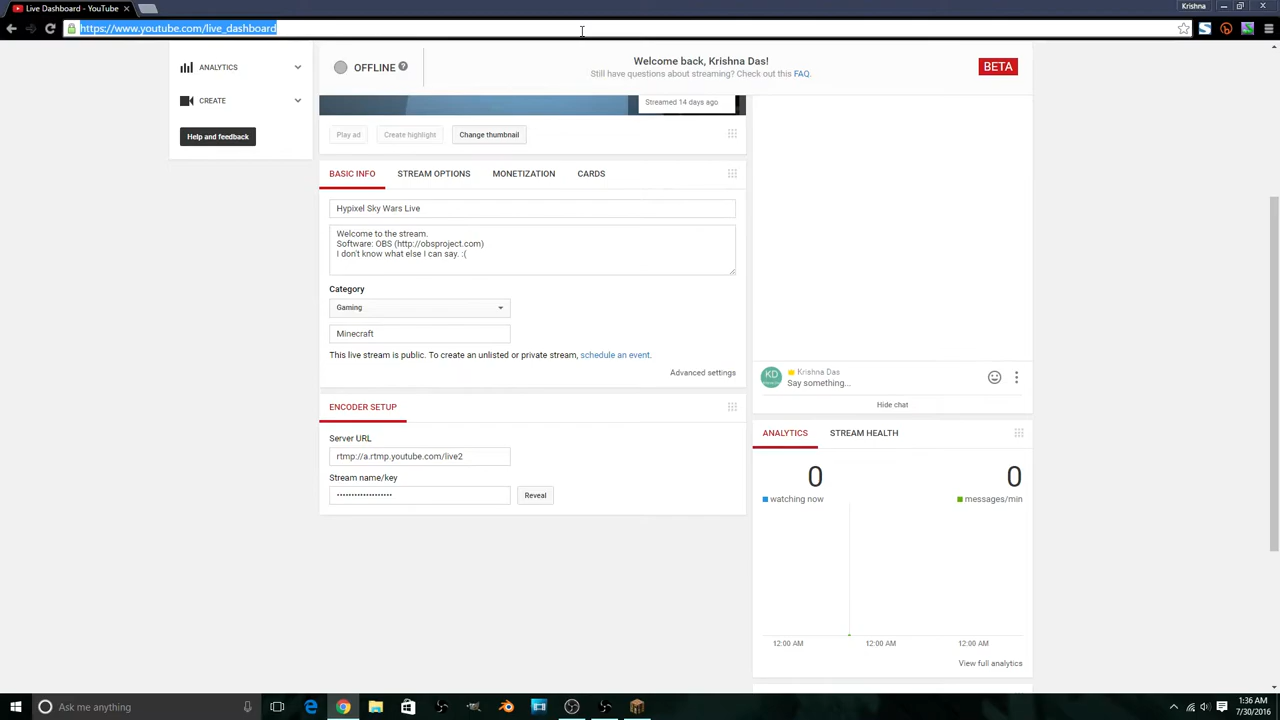 Live Dashboard - YouTube
Krishna
https://www.youtube.com/live_dashboard
ANALYTICS
CREATE
Help and feedback
OFFLINE
Welcome back, Krishna Das!
Still have questions about streaming? Check out this FAQ.
BETA
Streamed 14 days ago
Play ad
Create highlight
Change thumbnail
BASIC INFO
STREAM OPTIONS
MONETIZATION
CARDS
Hypixel Sky Wars Live
Welcome to the stream.
Software: OBS (http://obsproject.com)
I don't know what else I can say. :(
Category
Gaming
Minecraft
This live stream is public. To create an unlisted or private stream, schedule an event.
Advanced settings
ENCODER SETUP
Server URL
rtmp://a.rtmp.youtube.com/live2
Stream name/key
••••••••••••••••••• 
Reveal
KD
Krishna Das
Say something...
Hide chat
ANALYTICS
STREAM HEALTH
0
watching now
0
messages/min
12:00 AM
12:00 AM
12:00 AM
View full analytics
Ask me anything
1:36 AM
7/30/2016